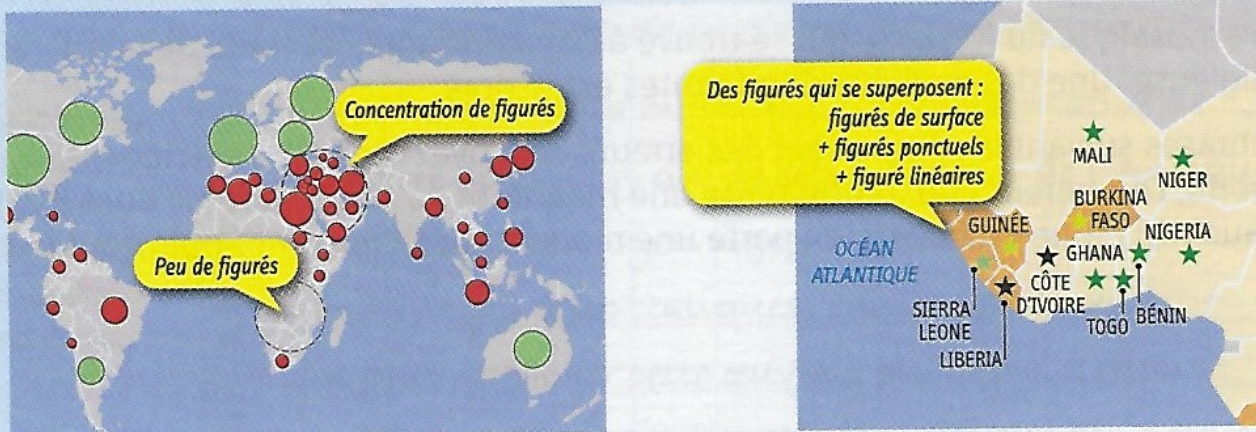 Concentration de figurés
Peu de figurés
Des figurés qui se superposent :
figurés de surface
+ figurés ponctuels
+ figuré linéaires
MALI
NIGER
BURKINA
FASO
GUINÉE
NIGERIA
GHANA
OCÉAN
ATLANTIQUE
CÔTE
D'IVOIRE
SIERRA
LEONE
TOGO
BÉNIN
LIBERIA